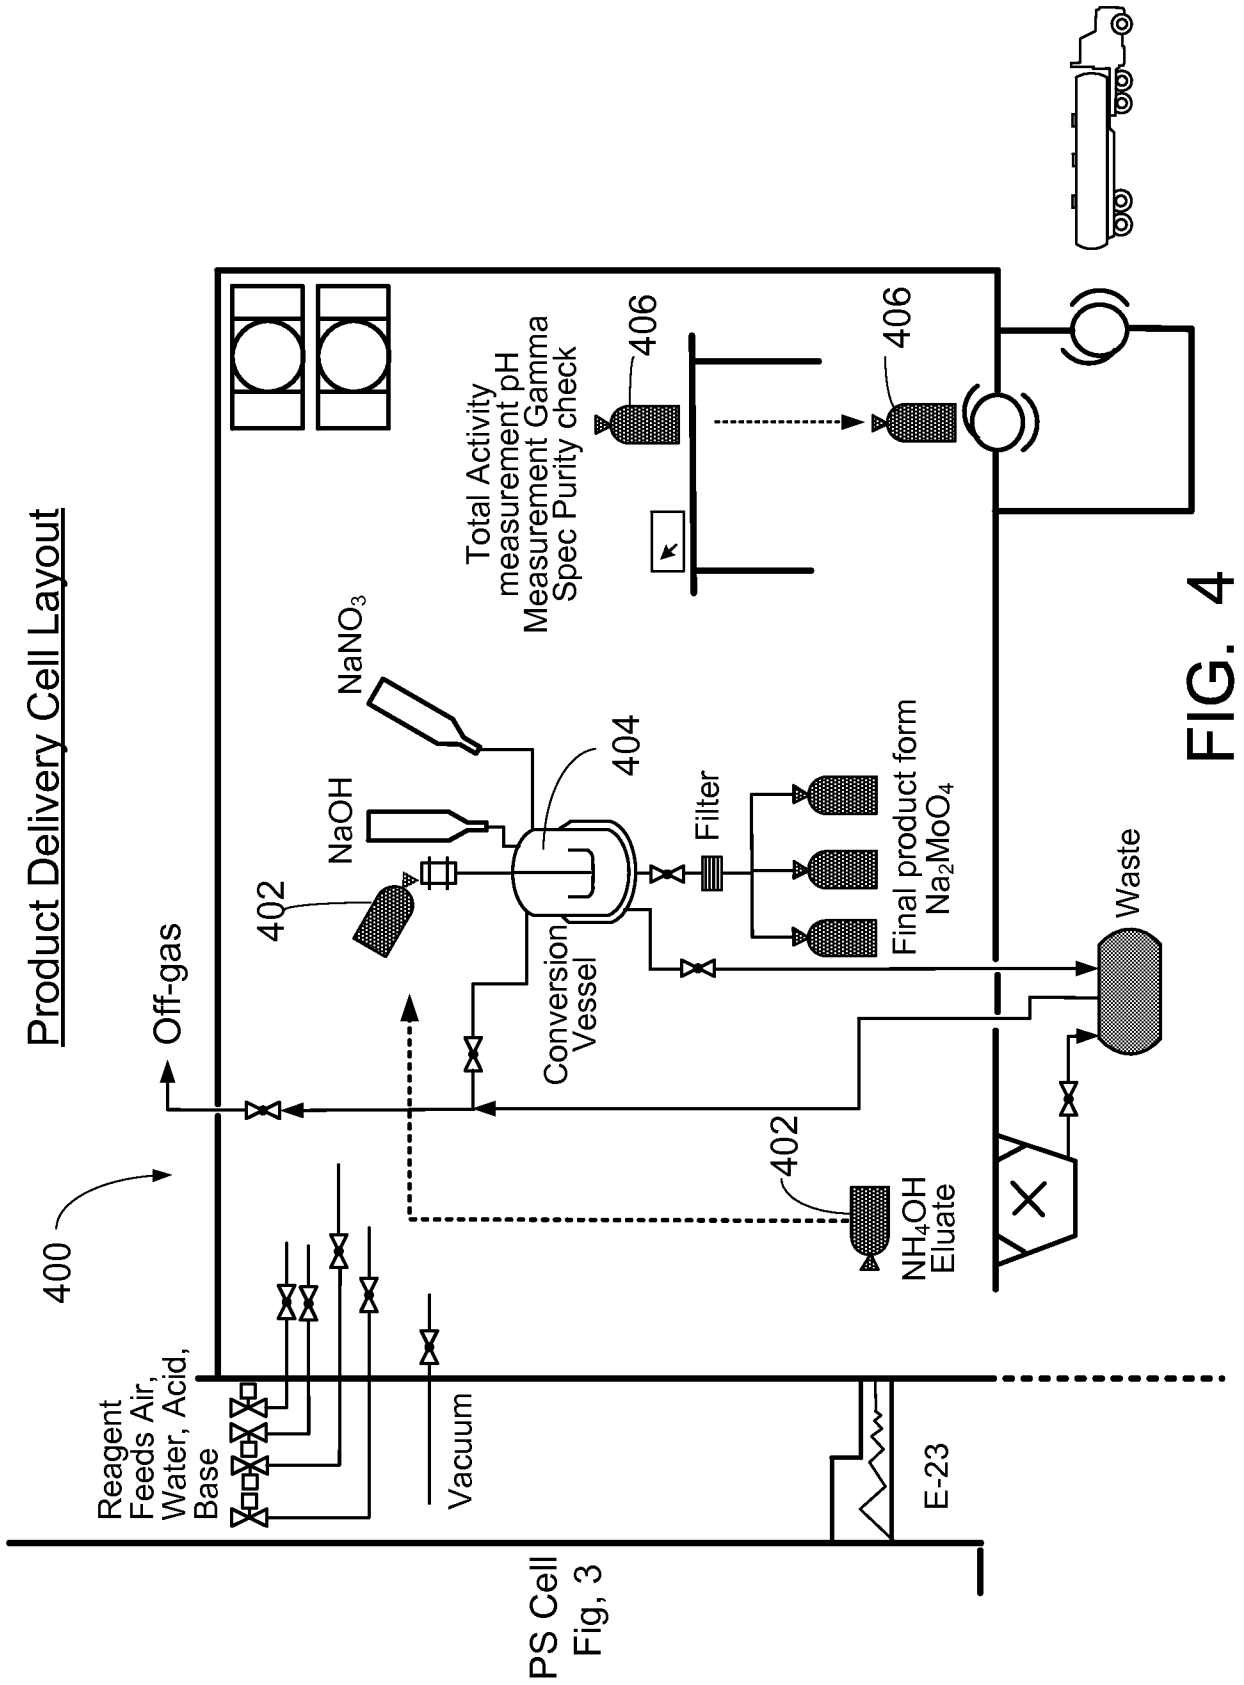 Product Delivery Cell Layout
400
Off-gas
Reagent
Feeds Air,
Water, Acid,
Base
Vacuum
PS Cell
Fig, 3
E-23
402
NaOH
NaNO3
404
Conversion
Vessel
Filter
Final product form
Na2MoO4
402
NH4OH
Eluate
Total Activity
measurement pH
Measurement Gamma
Spec Purity check
406
406
Waste
FIG. 4